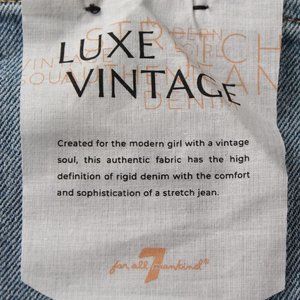 LUXE
VINTAGE
DENIM
Created for the modern girl with a vintage
soul, this authentic fabric has the high
definition of rigid denim with the comfort
and sophistication of a stretch jean.
7
for all mankind®